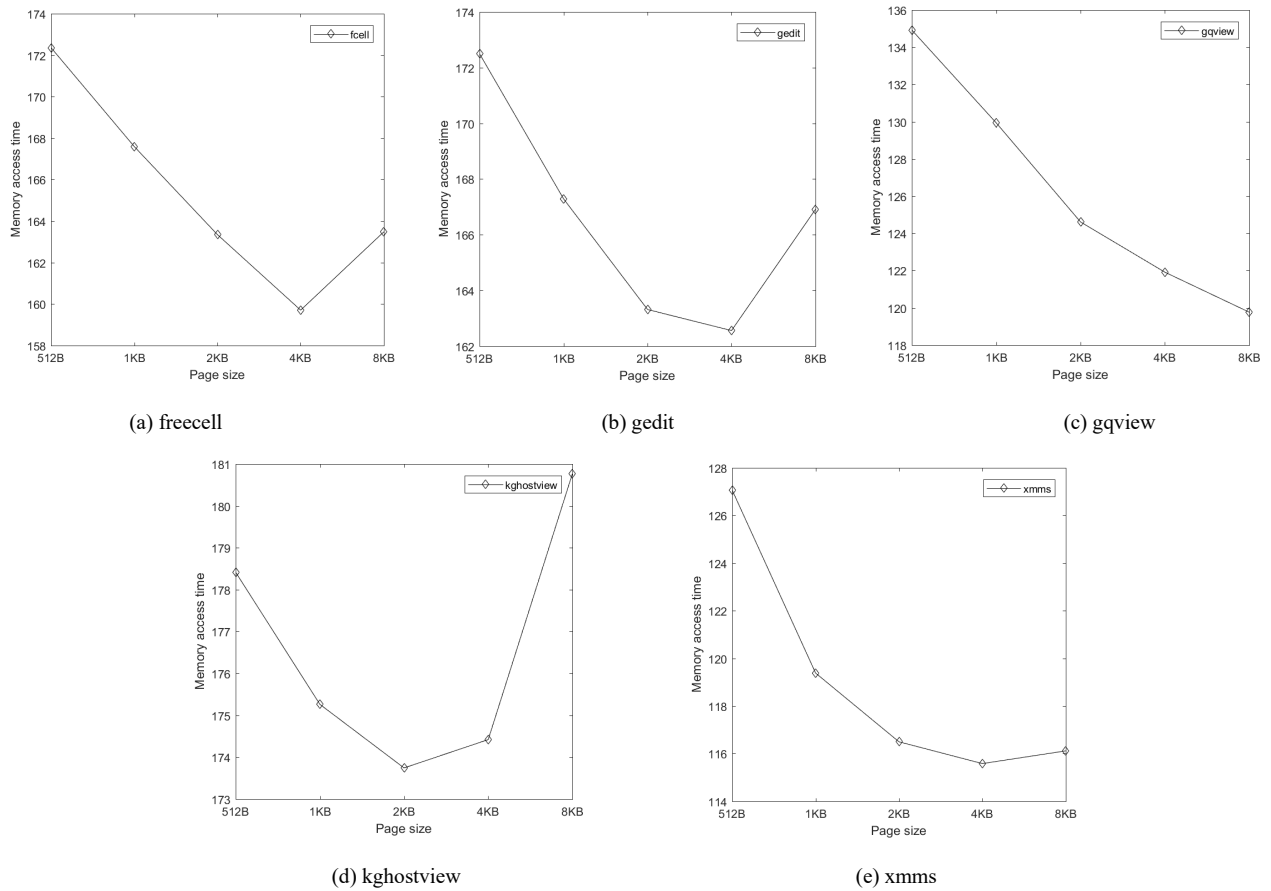 174
172
170
168
166
164
162
160
158
Memory access time
fcell
512B 1KB 2KB 4KB 8KB
Page size
(a) freecell
174
172
170
168
166
164
162
Memory access time
gedit
512B 1KB 2KB 4KB 8KB
Page size
(b) gedit
136
134
132
130
128
126
124
122
120
118
Memory access time
gqview
512B 1KB 2KB 4KB 8KB
Page size
(c) gqview
181
180
179
178
177
176
175
174
173
Memory access time
kghostview
512B 1KB 2KB 4KB 8KB
Page size
(d) kghostview
128
126
124
122
120
118
116
114
Memory access time
xmms
512B 1KB 2KB 4KB 8KB
Page size
(e) xmms